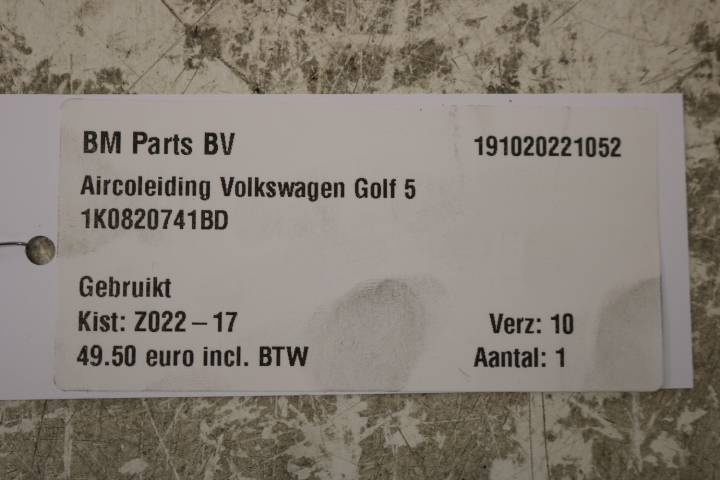 BM Parts BV 191020221052
Aircoleiding Volkswagen Golf 5
1K0820741BD
Gebruikt
Kist: Z022 – 17 Verz: 10
49.50 euro incl. BTW Aantal: 1